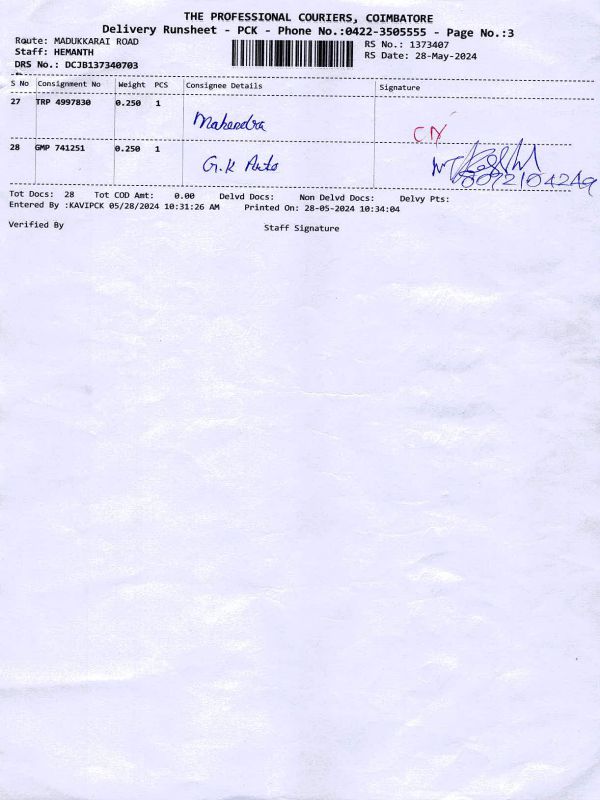 THE PROFESSIONAL COURIERS, COIMBATORE
Delivery Runsheet - PCK - Phone No.:0422-3505555 - Page No.:3
Route: MADUKKARAI ROAD
RS No.: 1373407
Staff: HEMANTH
RS Date: 28-May-2024
DRS No.: DCJB137340703
S No Consignment No Weight PCS Consignee Details Signature
27 TRP 4997830 0.250 1
Mahendra
28 GMP 741251 0.250 1
G.K Auto
Tot Docs: 28 Tot COD Amt: 0.00 Delvd Docs: Non Delvd Docs: Delvy Pts:
Entered By :KAVIPCK 05/28/2024 10:31:26 AM Printed On: 28-05-2024 10:34:04
Verified By Staff Signature